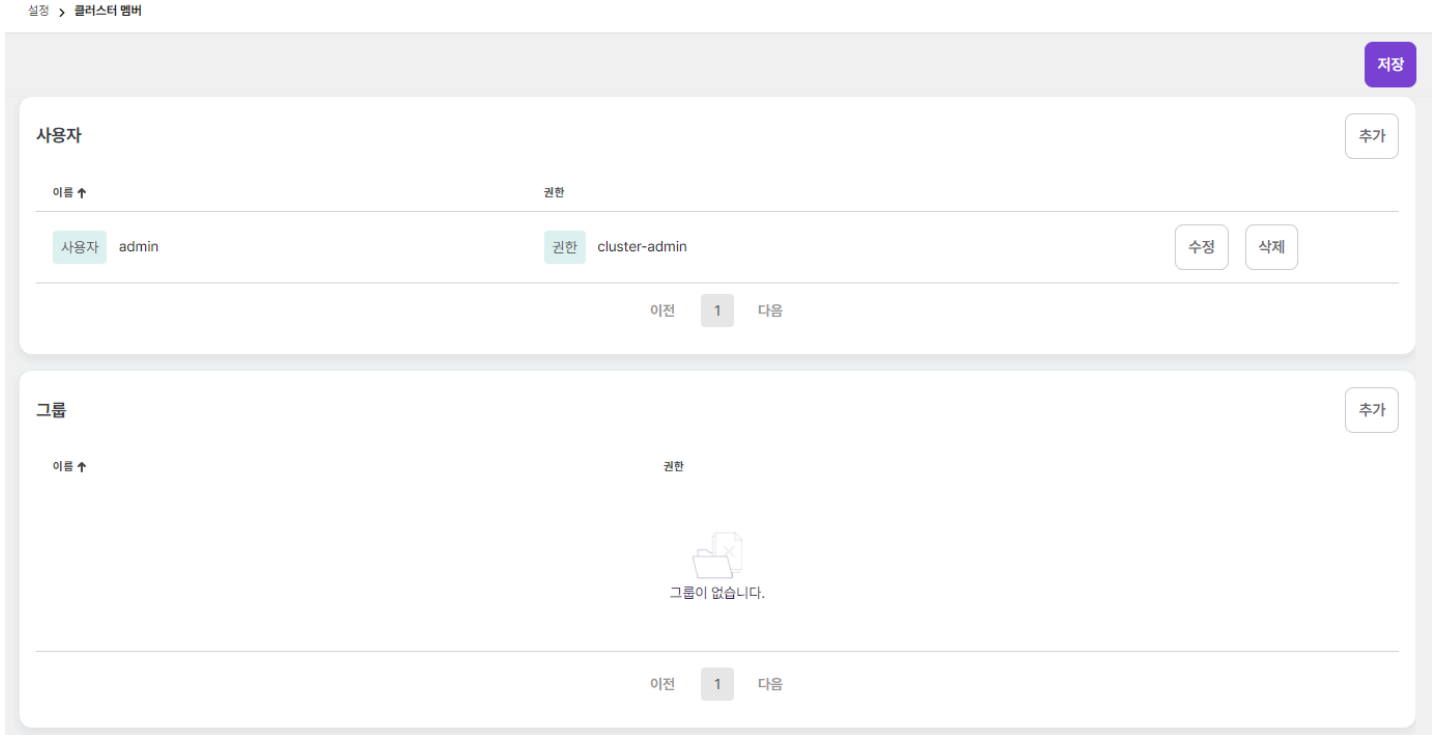 설정 > 클러스터 멤버
저장
사용자
추가
이름 ↑ 권한
사용자 admin 권한 cluster-admin 수정 삭제
이전 1 다음
그룹
추가
이름 ↑ 권한
그룹이 없습니다.
이전 1 다음